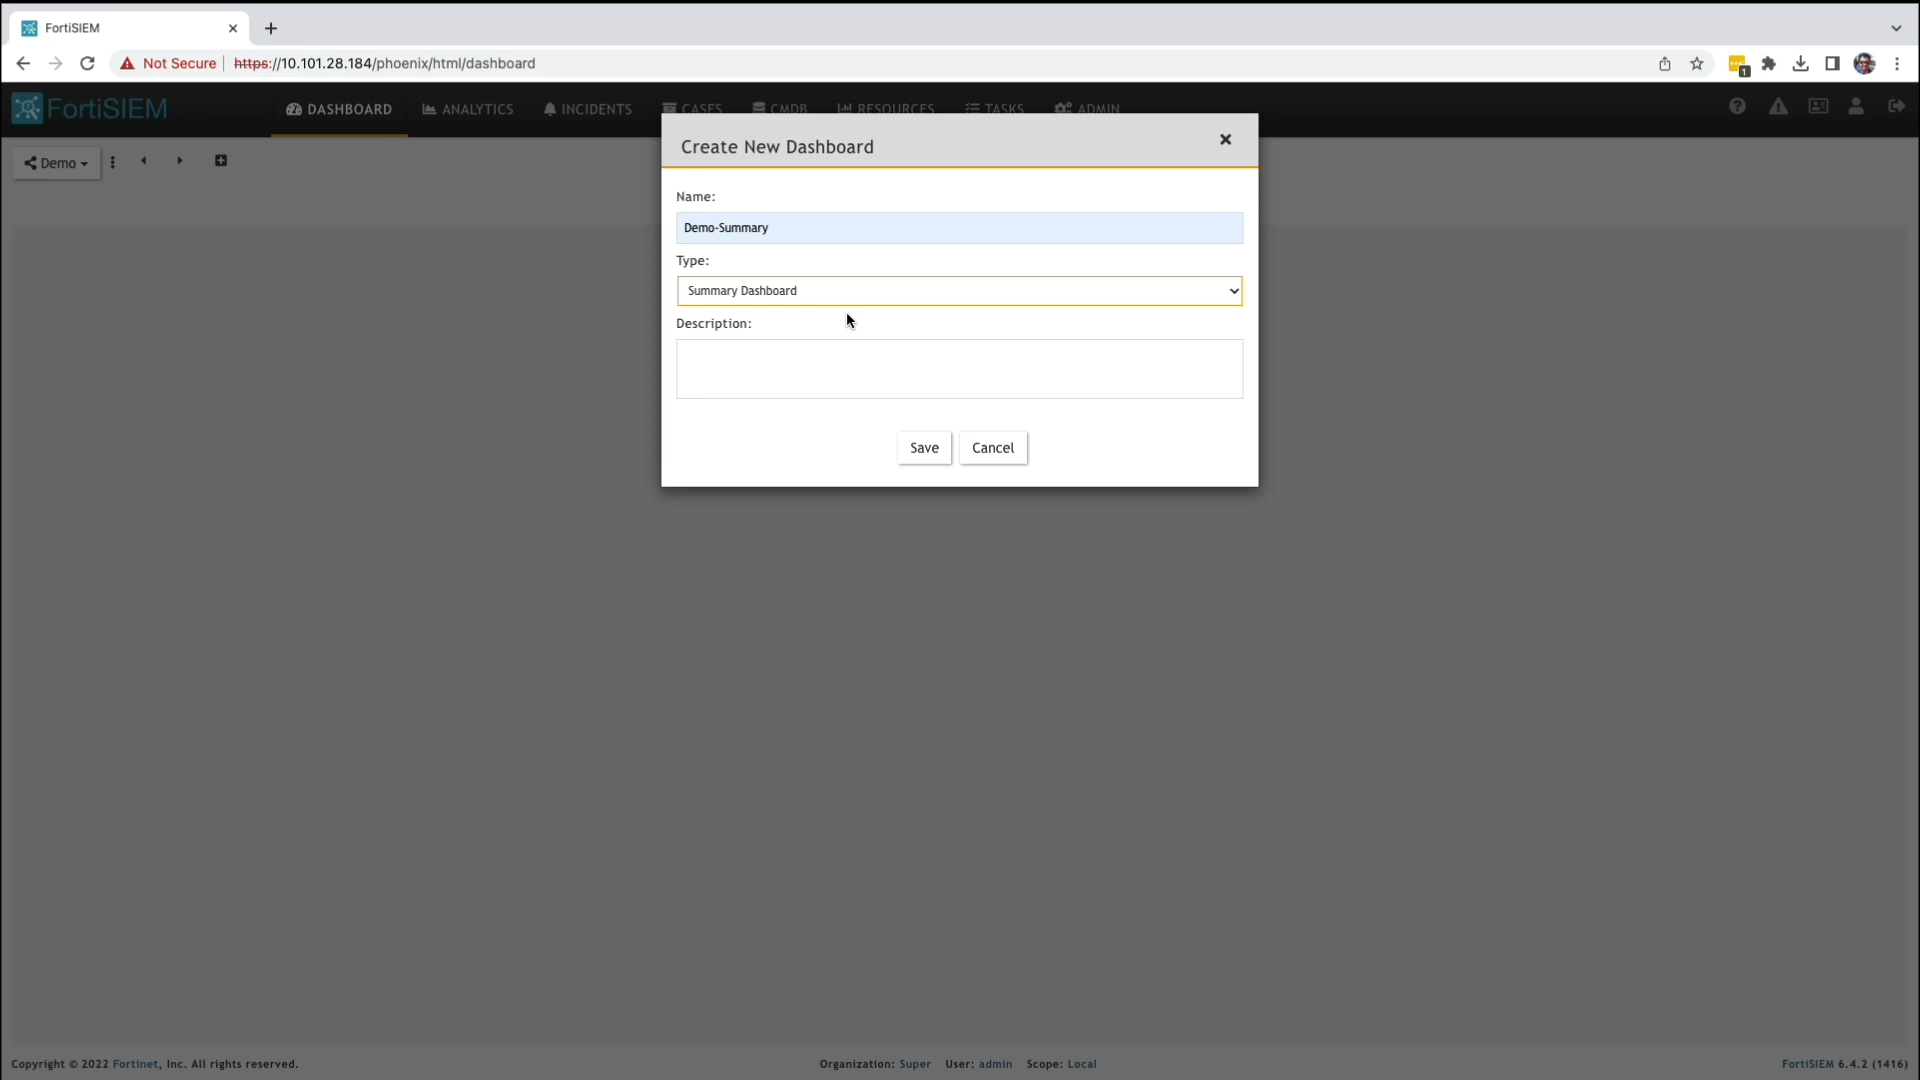 FortiSIEM
Not Secure
https://10.101.28.184/phoenix/html/dashboard
1
FortiSIEM
DASHBOARD
ANALYTICS
INCIDENTS
CASES
CMDB
RESOURCES
TASKS
ADMIN
Demo
Create New Dashboard
Name:
Demo-Summary
Type:
Summary Dashboard
Description:
Save
Cancel
Copyright © 2022 Fortinet, Inc. All rights reserved.
Organization: Super User: admin Scope: Local
FortiSIEM 6.4.2 (1416)